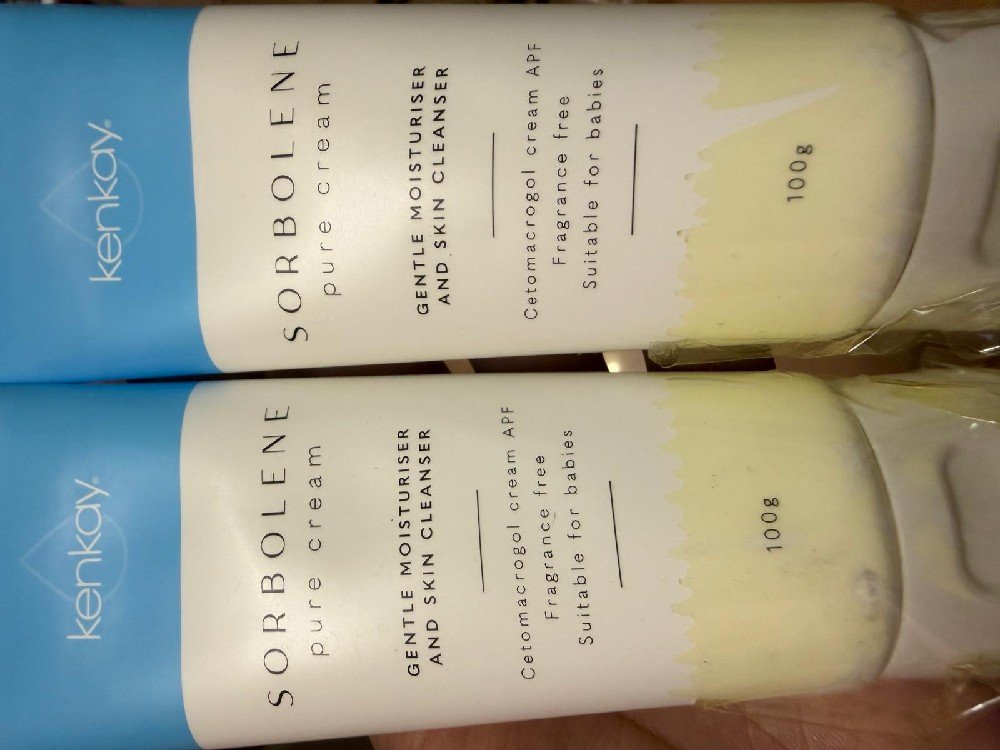 kenkay®
SORBOLENE
pure cream
GENTLE MOISTURISER
AND SKIN CLEANSER
Cetomacrogol cream APF
Fragrance free
Suitable for babies
100g
kenkay®
SORBOLENE
pure cream
GENTLE MOISTURISER
AND SKIN CLEANSER
Cetomacrogol cream APF
Fragrance free
Suitable for babies
100g